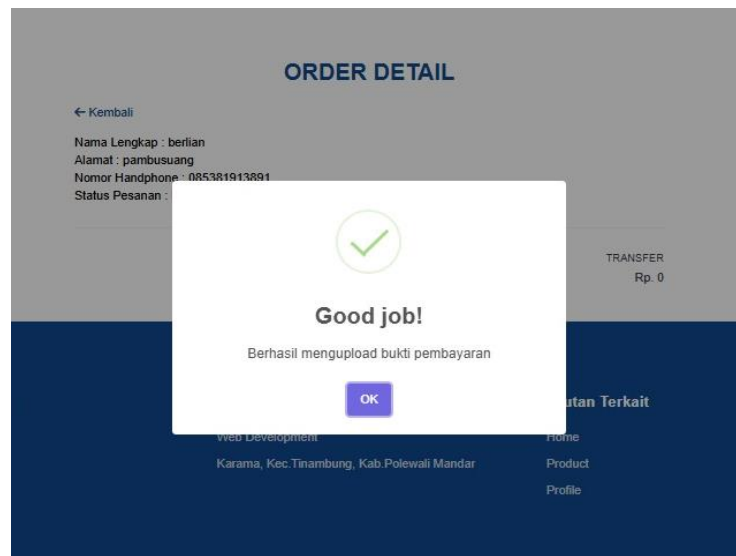 ORDER DETAIL
← Kembali
Nama Lengkap : berlian
Alamat : pambusuang
Nomor Handphone : 085381913891
Status Pesanan :
TRANSFER
Rp. 0
Good job!
Berhasil mengupload bukti pembayaran
OK
utan Terkait
Web Development
Home
Karama, Kec.Tinambung, Kab.Polewali Mandar
Product
Profile